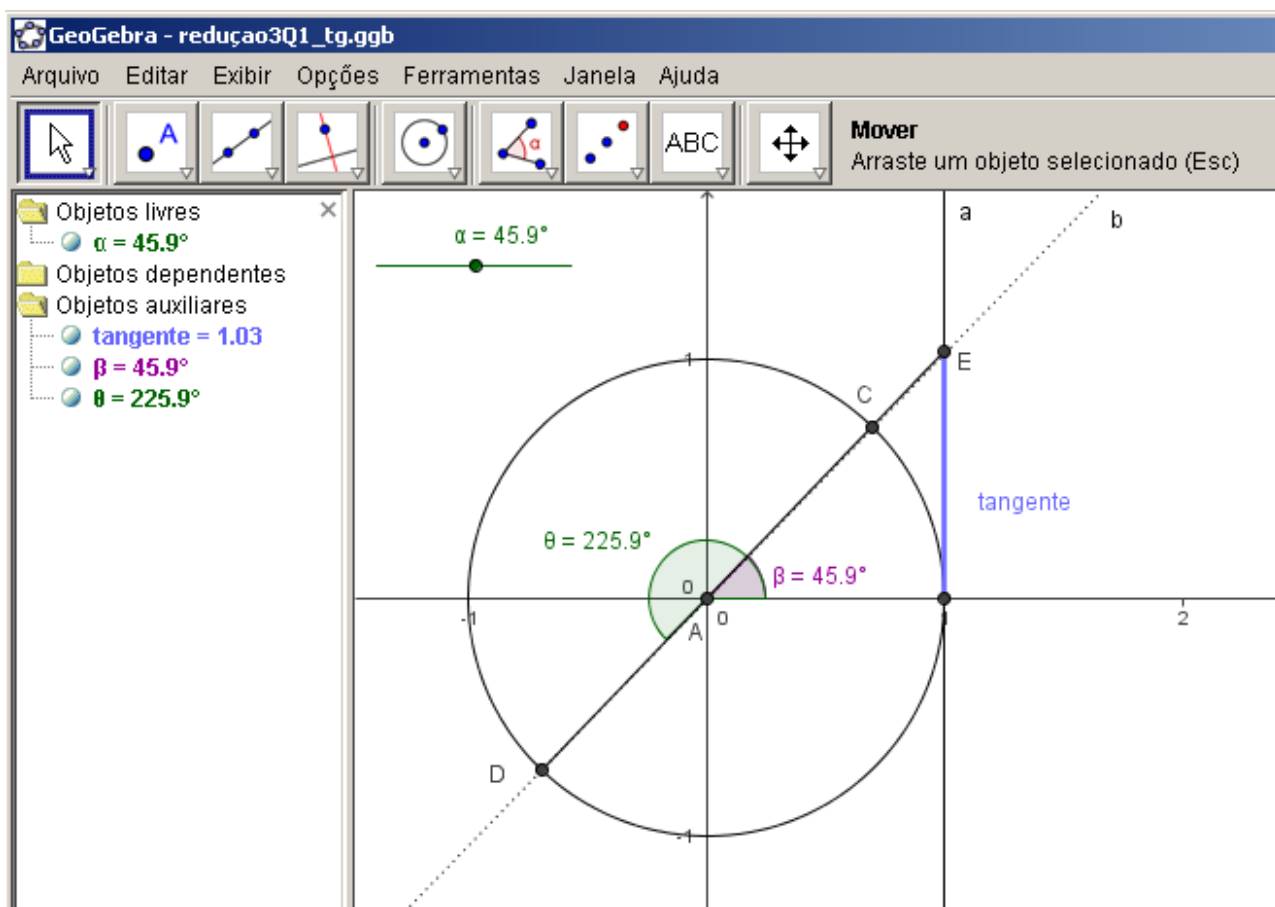 GeoGebra - reduçao3Q1_tg.ggb
Arquivo Editar Exibir Opções Ferramentas Janela Ajuda
A
α
ABC
Mover
Arraste um objeto selecionado (Esc)
Objetos livres
α = 45.9°
Objetos dependentes
Objetos auxiliares
tangente = 1.03
β = 45.9°
θ = 225.9°
α = 45.9°
a
b
1
E
C
tangente
θ = 225.9°
β = 45.9°
0
-1
A
0
1
2
D
-1